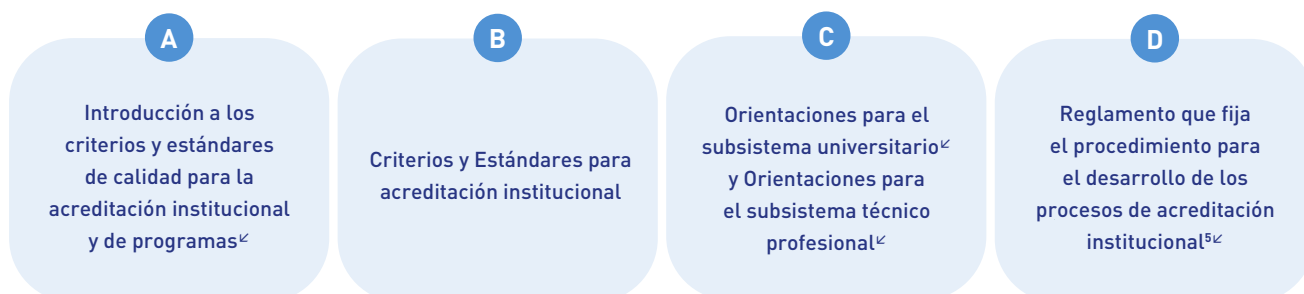 A
Introducción a los
criterios y estándares
de calidad para la
acreditación institucional
y de programas↙
B
Criterios y Estándares para
acreditación institucional
C
Orientaciones para el
subsistema universitario↙
y Orientaciones para
el subsistema técnico
profesional↙
D
Reglamento que fija
el procedimiento para
el desarrollo de los
procesos de acreditación
institucional⁵↙